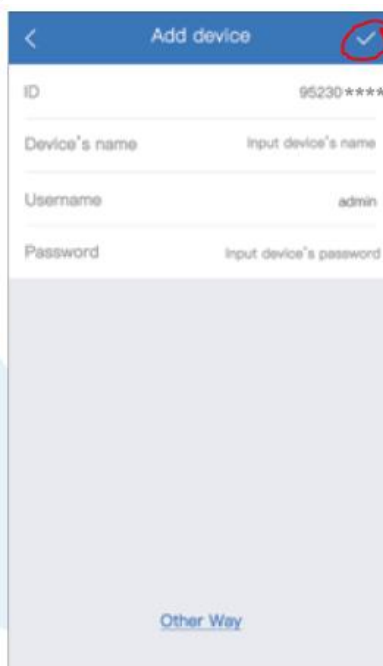 Add device
ID 95230****
Device's name Input device's name
Username admin
Password Input device's password
Other Way